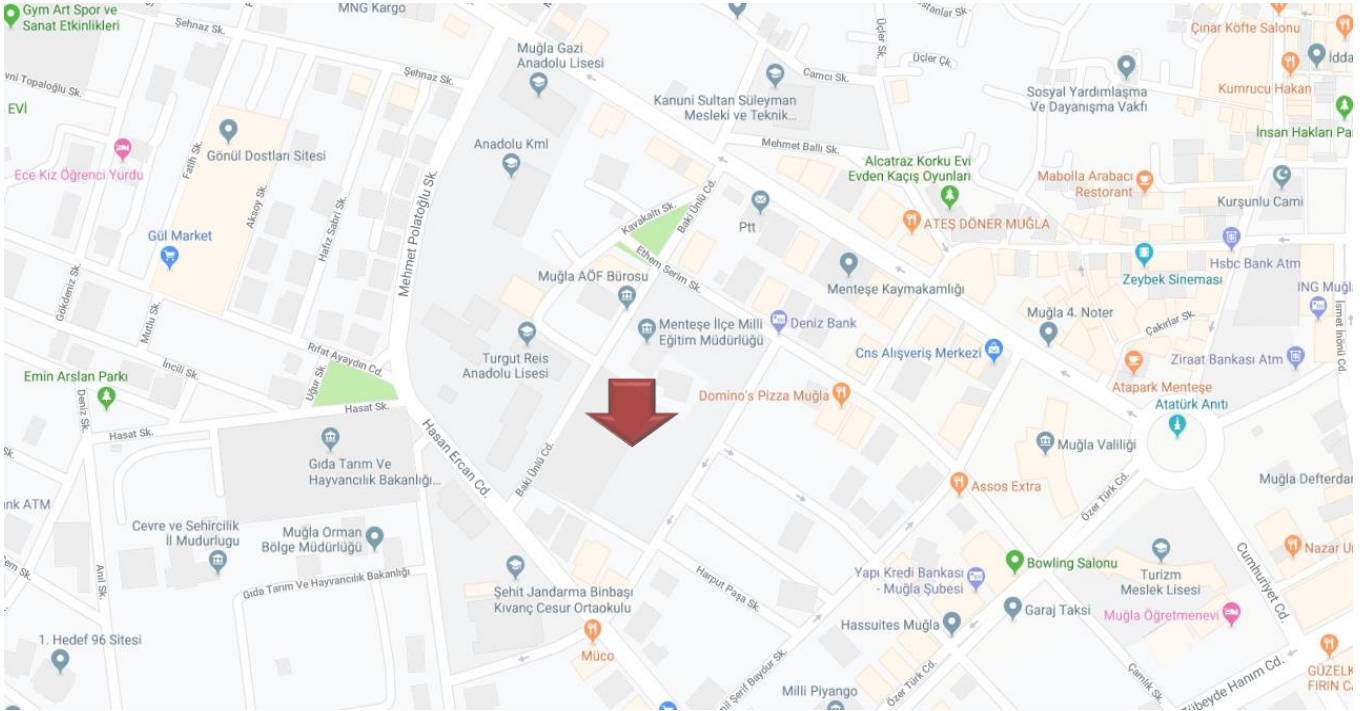 Gym Art Spor ve
Sanat Etkinlikleri
MNG Kargo
Şehnaz Sk.
Şehnaz Sk.
Muğla Gazi
Anadolu Lisesi
Üçler Sk.
Üçler Çk.
Çınar Köfte Salonu
Camcı Sk.
Kanuni Sultan Süleyman
Mesleki ve Teknik...
Sosyal Yardımlaşma
Ve Dayanışma Vakfı
Kumrucu Hakan
EVİ
Ece Kız Öğrenci Yurdu
Fatih Sk.
Gönül Dostları Sitesi
Anadolu Kml
Mehmet Ballı Sk.
İnsan Hakları Pa
Alcatraz Korku Evi
Evden Kaçış Oyunları
Mabolla Arabacı
Restorant
Kurşunlu Cami
Aksoy Sk.
Hafız Sabri Sk.
Mehmet Polatoğlu Sk.
Kavakaltı Sk.
Baki Ünlü Cd.
Ptt
ATEŞ DÖNER MUĞLA
Gül Market
Ethem Serim Sk.
Muğla AÖF Bürosu
Menteşe Kaymakamlığı
Zeybek Sineması
Hsbc Bank Atm
ING Muğla
Gökdeniz Sk.
Mutlu Sk.
İncili Sk.
Rıfat Ayaydın Cd.
Menteşe İlçe Milli
Eğitim Müdürlüğü
Deniz Bank
Muğla 4. Noter
Çakırlar Sk.
İsmet İnönü Cd.
Turgut Reis
Anadolu Lisesi
Cns Alışveriş Merkezi
Ziraat Bankası Atm
Emin Arslan Parkı
Uğur Sk.
Hasat Sk.
Hasat Sk.
Deniz Sk.
Domino's Pizza Muğla
Atapark Menteşe
Atatürk Anıtı
Hasan Ercan Cd.
Muğla Valiliği
Gıda Tarım Ve
Hayvancılık Bakanlığı...
Baki Ünlü Cd.
Assos Extra
Muğla Defterdar
Özer Türk Cd.
nk ATM
Cevre ve Sehircilik
İl Mudurlugu
Muğla Orman
Bölge Müdürlüğü
Nazar
Anıl Sk.
Gıda Tarım Ve Hayvancılık Bakanlığı
Şehit Jandarma Binbaşı
Kıvanç Cesur Ortaokulu
Harput Paşa Sk.
Yapı Kredi Bankası
- Muğla Şubesi
Bowling Salonu
Turizm
Meslek Lisesi
Cumhuriyet Cd.
Garaj Taksi
Muğla Öğretmenevi
Hassuites Muğla
1. Hedef 96 Sitesi
Müco
Şerif Baydur Sk.
Milli Piyango
Özer Türk Cd.
Çamlık Sk.
Zübeyde Hanım Cd.
GÜZELK
FIRIN